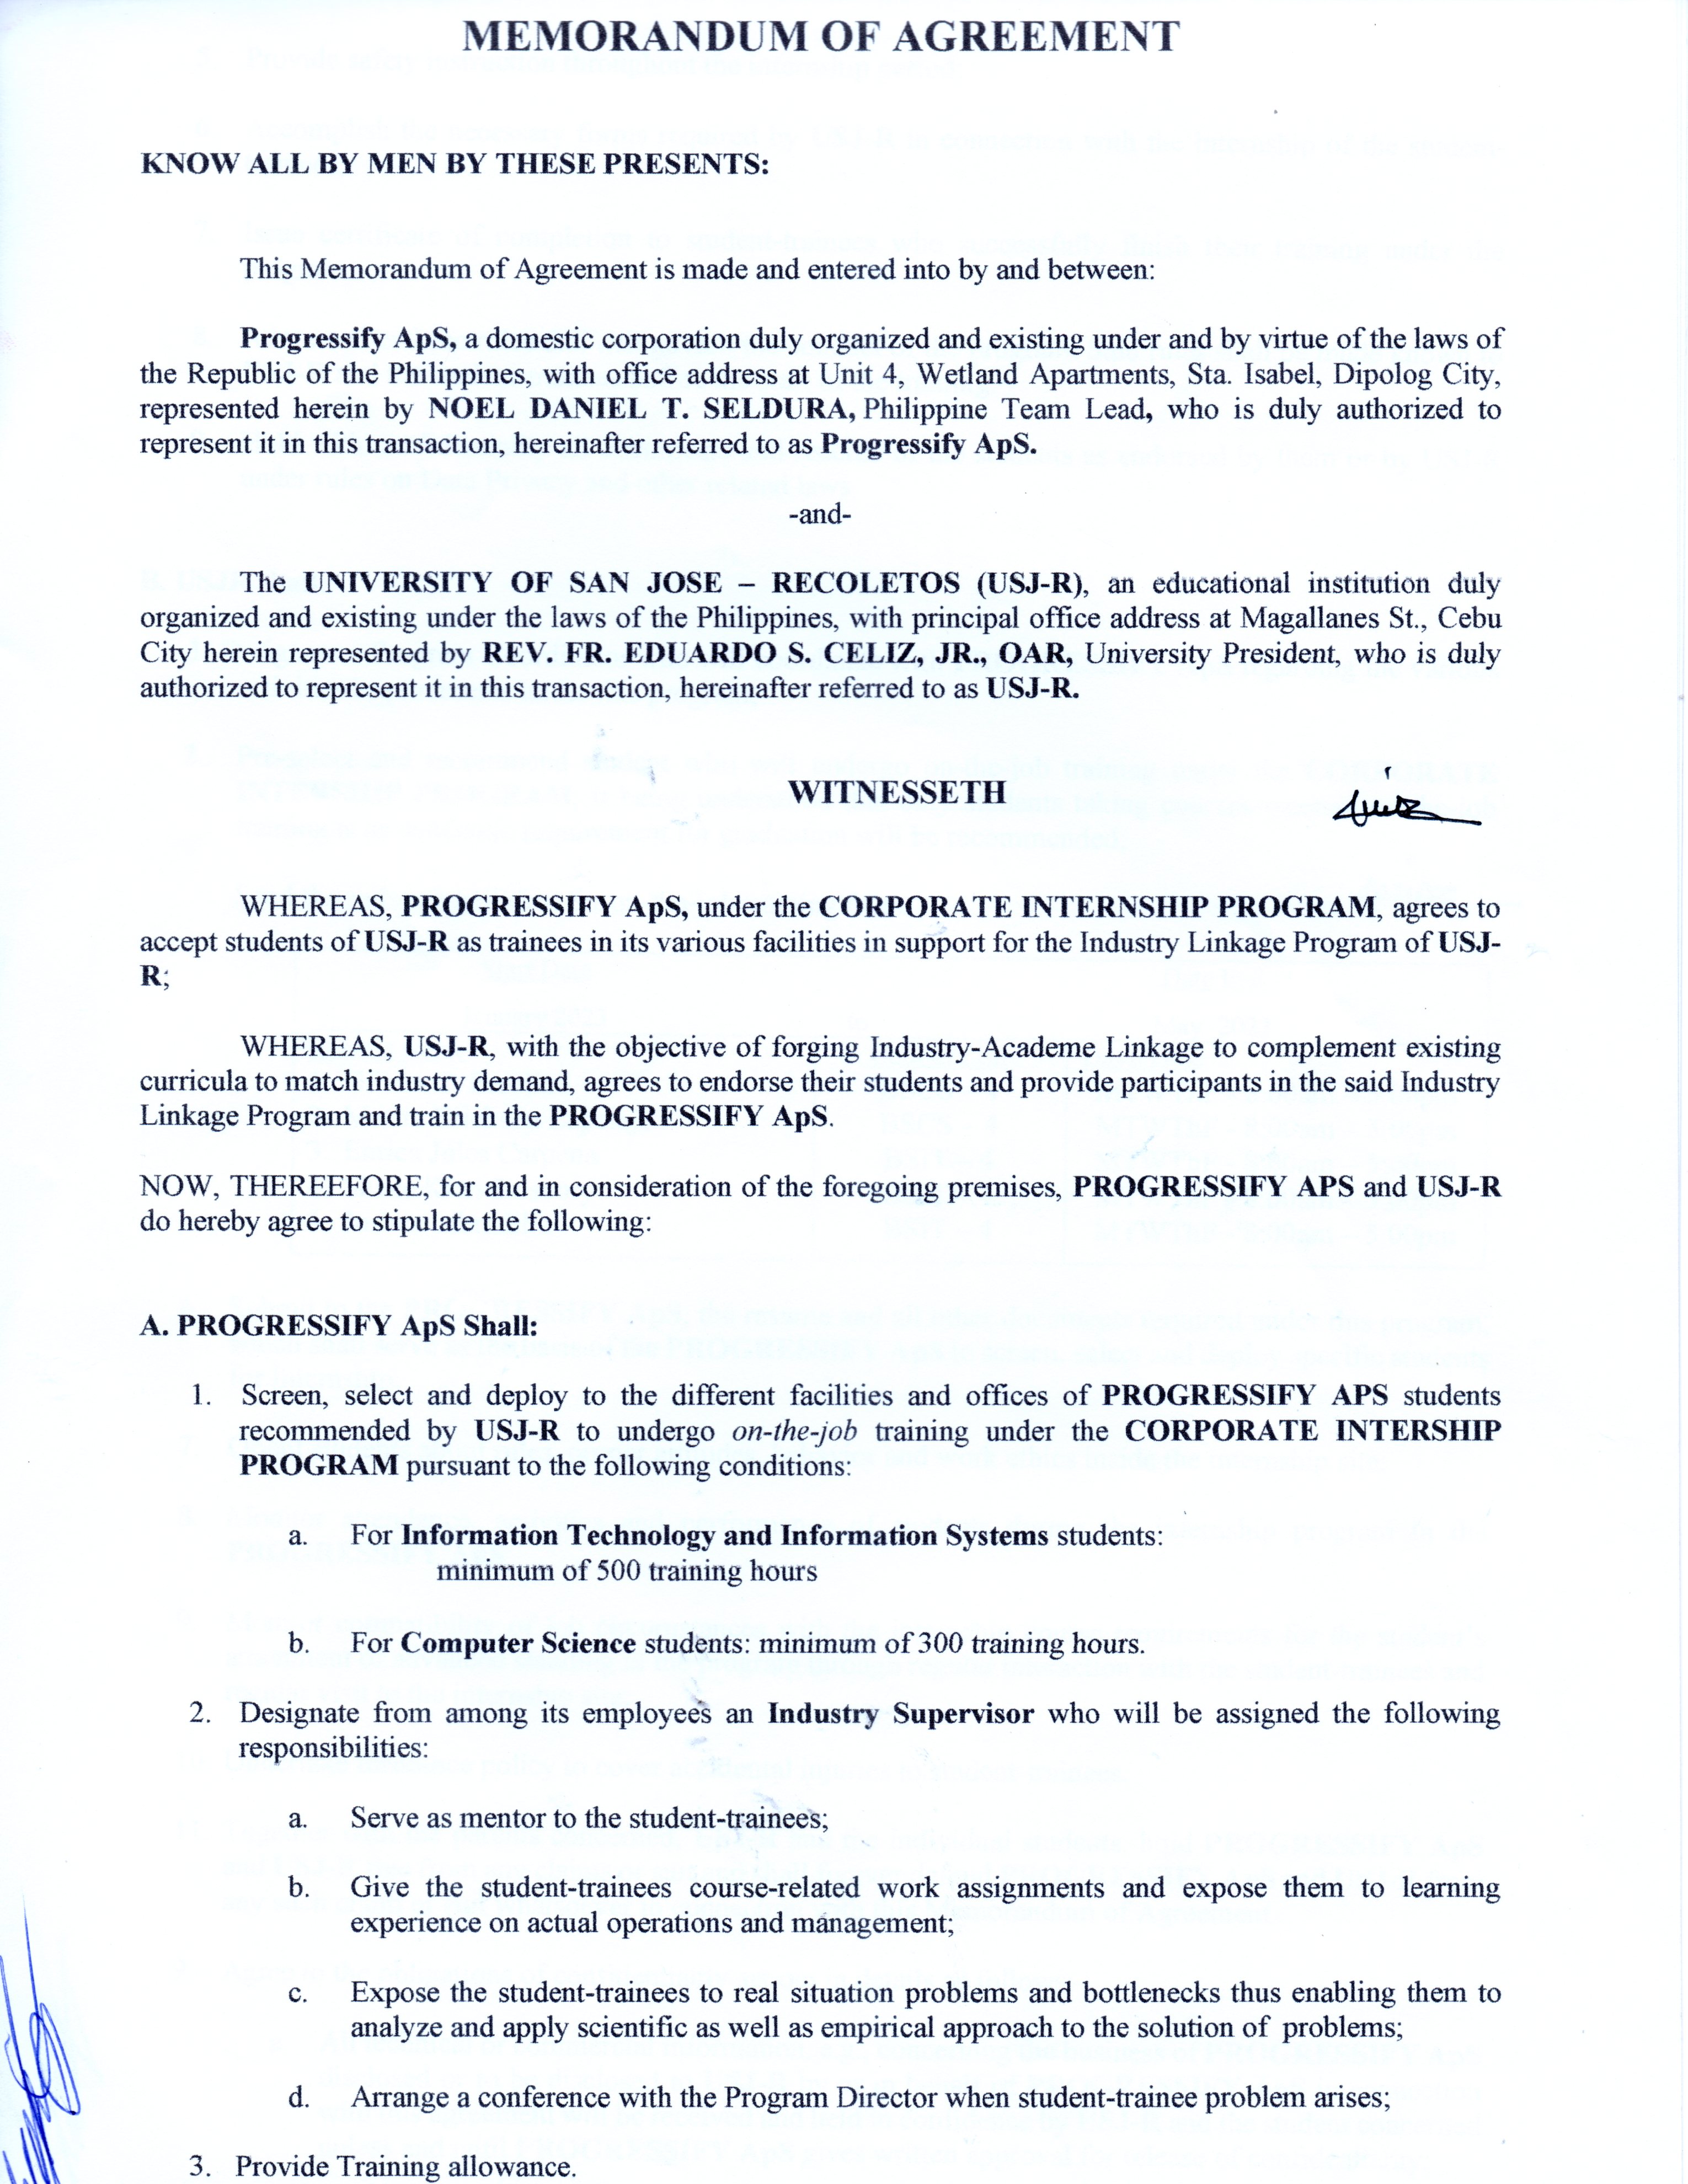 MEMORANDUM OF AGREEMENT
KNOW ALL BY MEN BY THESE PRESENTS:
This Memorandum of Agreement is made and entered into by and between:
Progressify ApS, a domestic corporation duly organized and existing under and by virtue of the laws of
the Republic of the Philippines, with office address at Unit 4, Wetland Apartments, Sta. Isabel, Dipolog City,
represented herein by NOEL DANIEL T. SELDURA, Philippine Team Lead, who is duly authorized to
represent it in this transaction, hereinafter referred to as Progressify ApS.
-and-
The UNIVERSITY OF SAN JOSE – RECOLETOS (USJ-R), an educational institution duly
organized and existing under the laws of the Philippines, with principal office address at Magallanes St., Cebu
City herein represented by REV. FR. EDUARDO S. CELIZ, JR., OAR, University President, who is duly
authorized to represent it in this transaction, hereinafter referred to as USJ-R.
WITNESSETH
WHEREAS, PROGRESSIFY ApS, under the CORPORATE INTERNSHIP PROGRAM, agrees to
accept students of USJ-R as trainees in its various facilities in support for the Industry Linkage Program of USJ-
R;
WHEREAS, USJ-R, with the objective of forging Industry-Academe Linkage to complement existing
curricula to match industry demand, agrees to endorse their students and provide participants in the said Industry
Linkage Program and train in the PROGRESSIFY ApS.
NOW, THEREEFORE, for and in consideration of the foregoing premises, PROGRESSIFY APS and USJ-R
do hereby agree to stipulate the following:
A. PROGRESSIFY ApS Shall:
1. Screen, select and deploy to the different facilities and offices of PROGRESSIFY APS students
recommended by USJ-R to undergo on-the-job training under the CORPORATE INTERSHIP
PROGRAM pursuant to the following conditions:
a. For Information Technology and Information Systems students:
minimum of 500 training hours
b. For Computer Science students: minimum of 300 training hours.
2. Designate from among its employees an Industry Supervisor who will be assigned the following
responsibilities:
a. Serve as mentor to the student-trainees;
b. Give the student-trainees course-related work assignments and expose them to learning
experience on actual operations and management;
c. Expose the student-trainees to real situation problems and bottlenecks thus enabling them to
analyze and apply scientific as well as empirical approach to the solution of problems;
d. Arrange a conference with the Program Director when student-trainee problem arises;
3. Provide Training allowance.